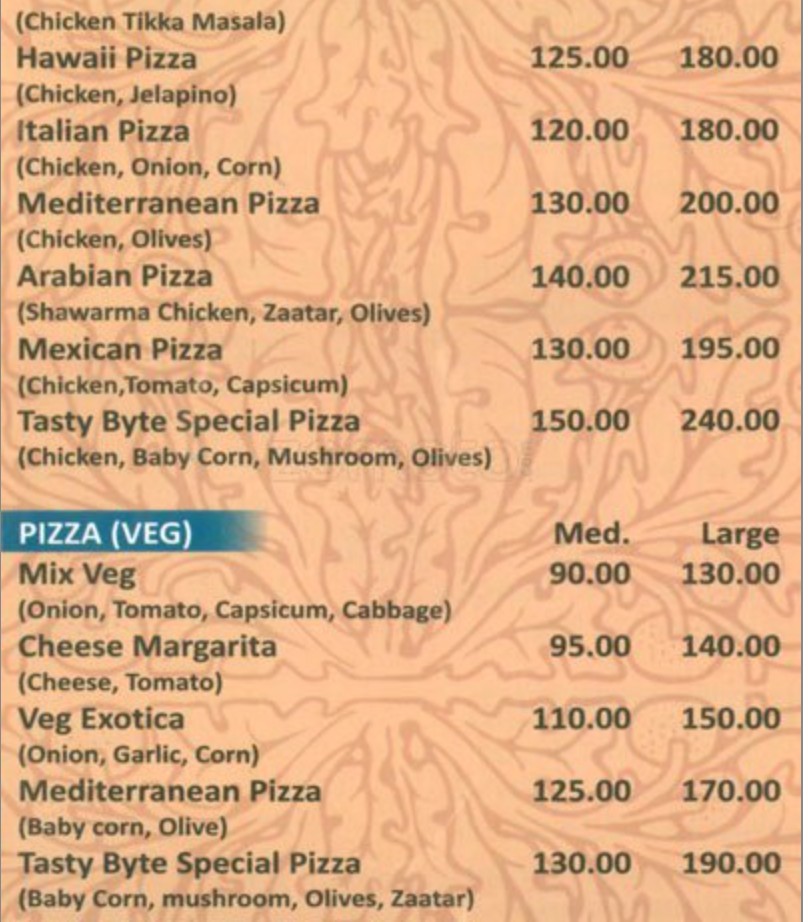 (Chicken Tikka Masala)
Hawaii Pizza 125.00 180.00
(Chicken, Jelapino)
Italian Pizza 120.00 180.00
(Chicken, Onion, Corn)
Mediterranean Pizza 130.00 200.00
(Chicken, Olives)
Arabian Pizza 140.00 215.00
(Shawarma Chicken, Zaatar, Olives)
Mexican Pizza 130.00 195.00
(Chicken,Tomato, Capsicum)
Tasty Byte Special Pizza 150.00 240.00
(Chicken, Baby Corn, Mushroom, Olives)
PIZZA (VEG) Med. Large
Mix Veg 90.00 130.00
(Onion, Tomato, Capsicum, Cabbage)
Cheese Margarita 95.00 140.00
(Cheese, Tomato)
Veg Exotica 110.00 150.00
(Onion, Garlic, Corn)
Mediterranean Pizza 125.00 170.00
(Baby corn, Olive)
Tasty Byte Special Pizza 130.00 190.00
(Baby Corn, mushroom, Olives, Zaatar)